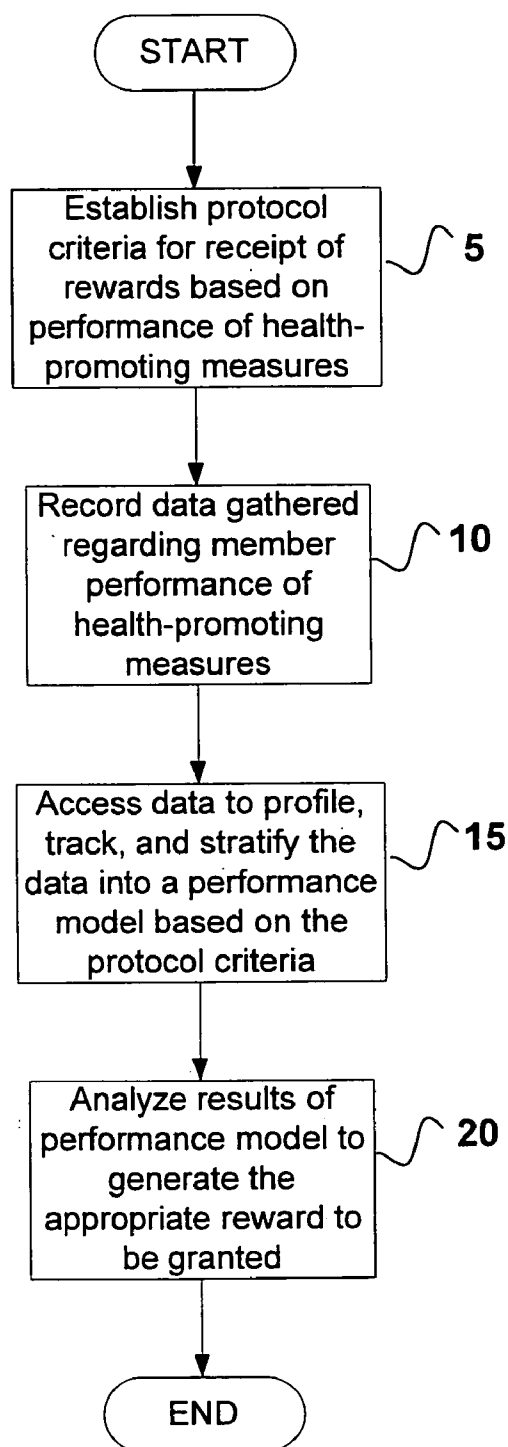 START
Establish protocol
criteria for receipt of
rewards based on
performance of health-
promoting measures
5
Record data gathered
regarding member
performance of
health-promoting
measures
10
Access data to profile,
track, and stratify the
data into a performance
model based on the
protocol criteria
15
Analyze results of
performance model to
generate the
appropriate reward to
be granted
20
END